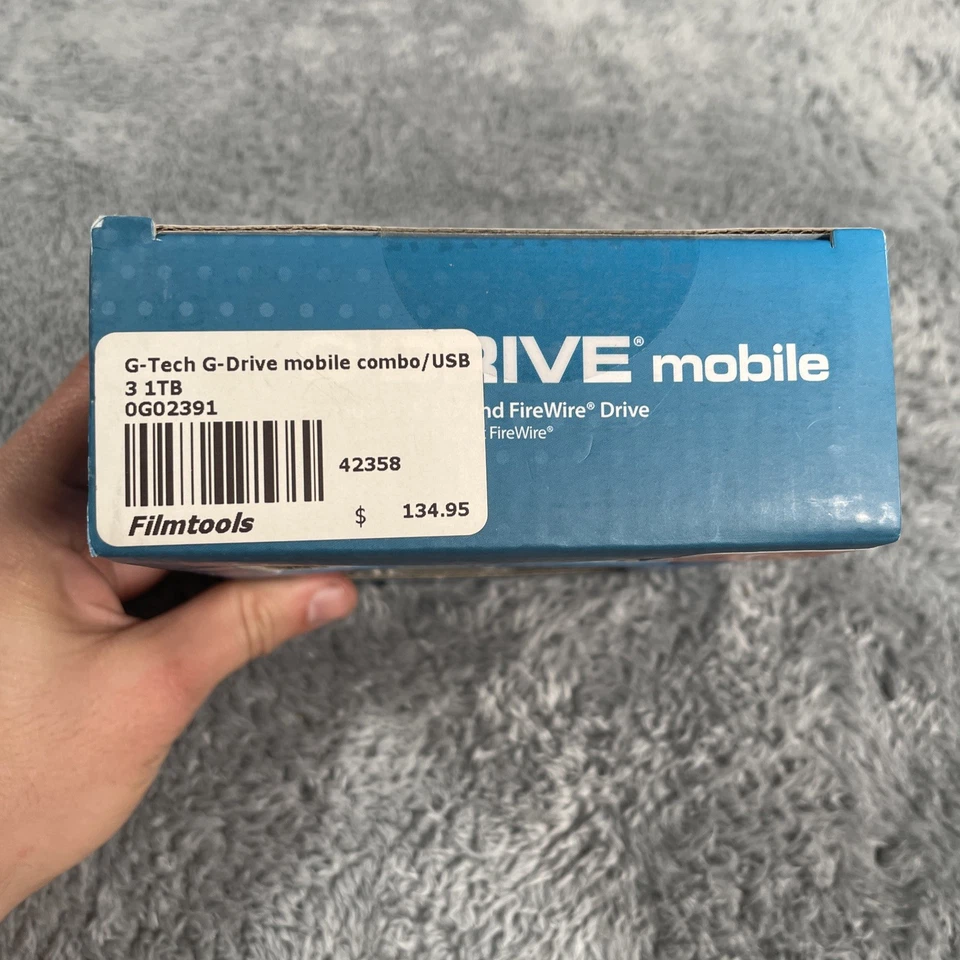 G-Tech G-Drive mobile combo/USB
3 1TB
0G02391
42358
Filmtools
$ 134.95
RIVE® mobile
nd FireWire® Drive
FireWire®